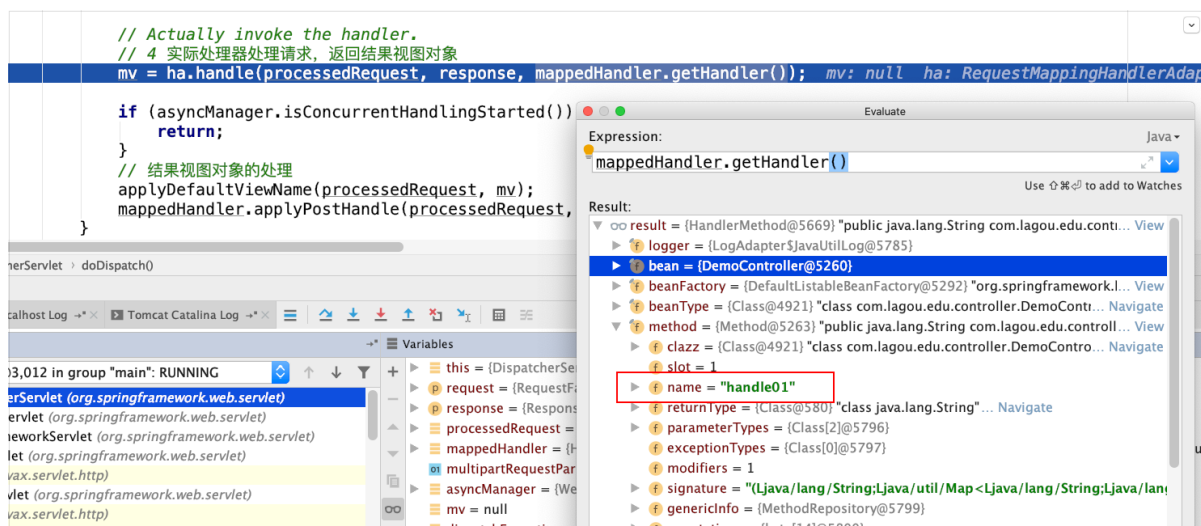 // Actually invoke the handler.
// 4 实际处理器处理请求，返回结果视图对象
mv = ha.handle(processedRequest, response, mappedHandler.getHandler());  mv: null  ha: RequestMappingHandlerAdap
if (asyncManager.isConcurrentHandlingStarted())
return;
}
// 结果视图对象的处理
applyDefaultViewName(processedRequest, mv);
mappedHandler.applyPostHandle(processedRequest,
}
herServlet › doDispatch()
calhost Log
Tomcat Catalina Log
03,012 in group "main": RUNNING
erServlet (org.springframework.web.servlet)
ervlet (org.springframework.web.servlet)
neworkServlet (org.springframework.web.servlet)
let (org.springframework.web.servlet)
vax.servlet.http)
vlet (org.springframework.web.servlet)
vax.servlet.http)
Variables
this = {DispatcherSe
request = {RequestFa
response = {Respons
processedRequest =
mappedHandler = {H
multipartRequestPar
asyncManager = {We
mv = null
Evaluate
Expression:
Java
mappedHandler.getHandler()
Use ⇧⌘⏎ to add to Watches
Result:
result = {HandlerMethod@5669} "public java.lang.String com.lagou.edu.conti... View
logger = {LogAdapter$JavaUtilLog@5785}
bean = {DemoController@5260}
beanFactory = {DefaultListableBeanFactory@5292} "org.springframework.l... View
beanType = {Class@4921} "class com.lagou.edu.controller.DemoContr... Navigate
method = {Method@5263} "public java.lang.String com.lagou.edu.controll... View
clazz = {Class@4921} "class com.lagou.edu.controller.DemoContro... Navigate
slot = 1
name = "handle01"
returnType = {Class@580} "class java.lang.String"... Navigate
parameterTypes = {Class[2]@5796}
exceptionTypes = {Class[0]@5797}
modifiers = 1
signature = "(Ljava/lang/String;Ljava/util/Map<Ljava/lang/String;Ljava/lang
genericInfo = {MethodRepository@5799}